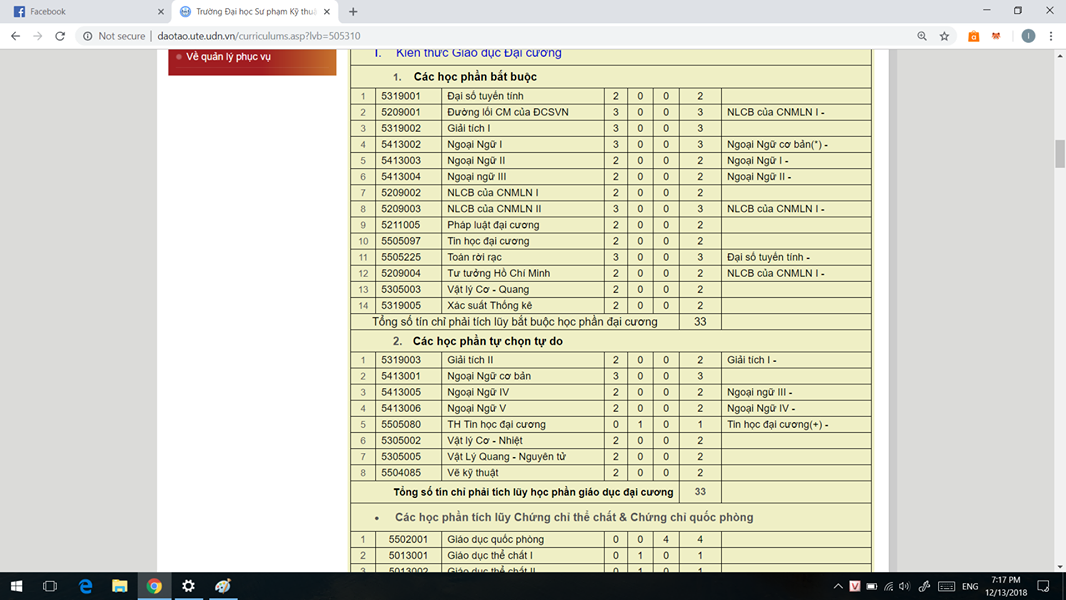 Facebook
Trường Đại học Sư phạm Kỹ thuậ
Not secure | daotao.ute.udn.vn/curriculums.asp?lvb=505310
Về quản lý phục vụ
I. Kiến thức Giáo dục Đại cương
1. Các học phần bắt buộc
1 5319001 Đại số tuyến tính 2 0 0 2
2 5209001 Đường lối CM của ĐCSVN 3 0 0 3 NLCB của CNMLN I -
3 5319002 Giải tích I 3 0 0 3
4 5413002 Ngoại Ngữ I 3 0 0 3 Ngoại Ngữ cơ bản(*) -
5 5413003 Ngoại Ngữ II 2 0 0 2 Ngoại Ngữ I -
6 5413004 Ngoại ngữ III 2 0 0 2 Ngoại Ngữ II -
7 5209002 NLCB của CNMLN I 2 0 0 2
8 5209003 NLCB của CNMLN II 3 0 0 3 NLCB của CNMLN I -
9 5211005 Pháp luật đại cương 2 0 0 2
10 5505097 Tin học đại cương 2 0 0 2
11 5505225 Toán rời rạc 3 0 0 3 Đại số tuyến tính -
12 5209004 Tư tưởng Hồ Chí Minh 2 0 0 2 NLCB của CNMLN I -
13 5305003 Vật lý Cơ - Quang 2 0 0 2
14 5319005 Xác suất Thống kê 2 0 0 2
Tổng số tín chỉ phải tích lũy bắt buộc học phần đại cương 33
2. Các học phần tự chọn tự do
1 5319003 Giải tích II 2 0 0 2 Giải tích I -
2 5413001 Ngoại Ngữ cơ bản 3 0 0 3
3 5413005 Ngoại Ngữ IV 2 0 0 2 Ngoại ngữ III -
4 5413006 Ngoại Ngữ V 2 0 0 2 Ngoại Ngữ IV -
5 5505080 TH Tin học đại cương 0 1 0 1 Tin học đại cương(+) -
6 5305002 Vật lý Cơ - Nhiệt 2 0 0 2
7 5305005 Vật Lý Quang - Nguyên tử 2 0 0 2
8 5504085 Vẽ kỹ thuật 2 0 0 2
Tổng số tín chỉ phải tích lũy học phần giáo dục đại cương 33
• Các học phần tích lũy Chứng chỉ thể chất & Chứng chỉ quốc phòng
1 5502001 Giáo dục quốc phòng 0 0 4 4
2 5013001 Giáo dục thể chất I 0 1 0 1
3 5013002 Giáo dục thể chất II 0 1 0 1
ENG
7:17 PM
12/13/2018